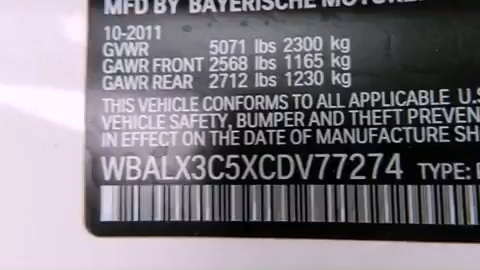 MFD BY BAYERISCHE MOTOREN
10-2011
GVWR 5071 lbs 2300 kg
GAWR FRONT 2568 lbs 1165 kg
GAWR REAR 2712 lbs 1230 kg
THIS VEHICLE CONFORMS TO ALL APPLICABLE U.S
VEHICLE SAFETY, BUMPER AND THEFT PREVEN
IN EFFECT ON THE DATE OF MANUFACTURE SH
WBALX3C5XCDV77274 TYPE: